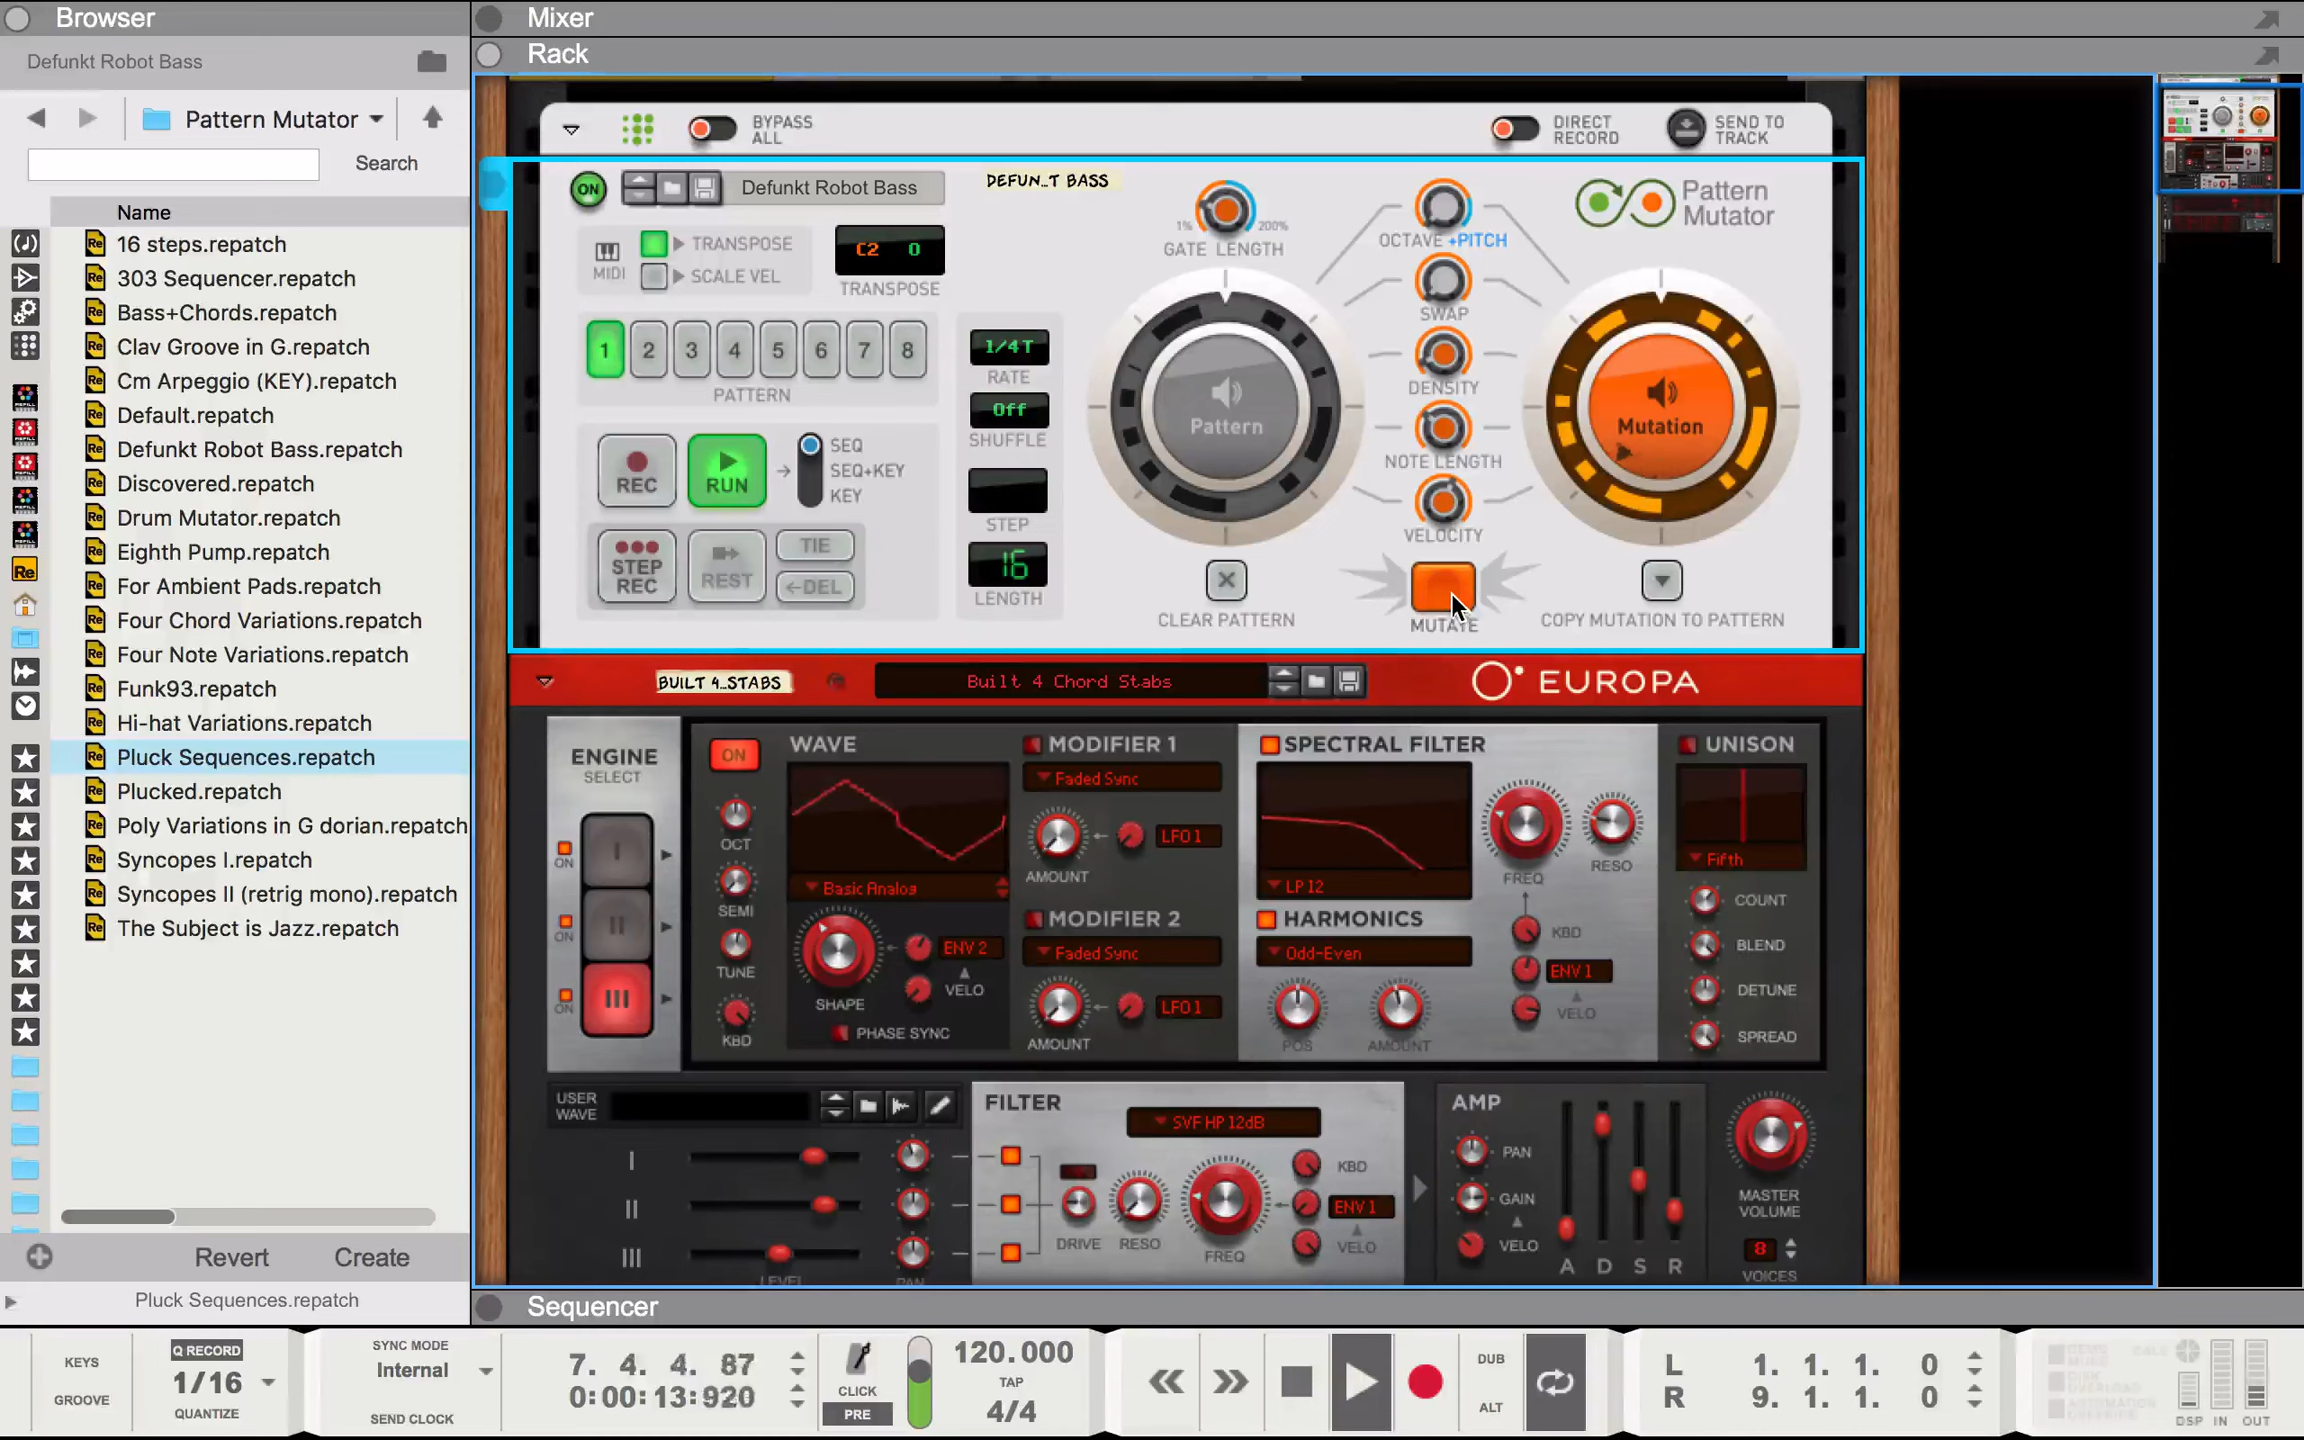 Browser
Defunkt Robot Bass
Pattern Mutator
Search
Name
16 steps.repatch
303 Sequencer.repatch
Bass+Chords.repatch
Clav Groove in G.repatch
Cm Arpeggio (KEY).repatch
Default.repatch
Defunkt Robot Bass.repatch
Discovered.repatch
Drum Mutator.repatch
Eighth Pump.repatch
For Ambient Pads.repatch
Four Chord Variations.repatch
Four Note Variations.repatch
Funk93.repatch
Hi-hat Variations.repatch
Pluck Sequences.repatch
Plucked.repatch
Poly Variations in G dorian.repatch
Syncopes I.repatch
Syncopes II (retrig mono).repatch
The Subject is Jazz.repatch
Revert Create
Pluck Sequences.repatch
Mixer
Rack
BYPASS ALL
DIRECT RECORD
SEND TO TRACK
ON
Defunkt Robot Bass
DEFUN..T BASS
MIDI
TRANSPOSE
SCALE VEL
C2 0
TRANSPOSE
1 2 3 4 5 6 7 8
PATTERN
REC
RUN
SEQ
SEQ+KEY
KEY
STEP REC
REST
TIE
←DEL
1/4T
RATE
Off
SHUFFLE
STEP
16
LENGTH
1% 200%
GATE LENGTH
Pattern
CLEAR PATTERN
OCTAVE +PITCH
SWAP
DENSITY
NOTE LENGTH
VELOCITY
MUTATE
Pattern Mutator
Mutation
COPY MUTATION TO PATTERN
BUILT 4..STABS
Built 4 Chord Stabs
EUROPA
ENGINE
SELECT
ON I
ON II
ON III
ON
OCT
SEMI
TUNE
KBD
WAVE
Basic Analog
SHAPE
ENV 2
VELO
PHASE SYNC
MODIFIER 1
Faded Sync
AMOUNT
LFO 1
MODIFIER 2
Faded Sync
AMOUNT
LFO 1
SPECTRAL FILTER
LP 12
FREQ
RESO
HARMONICS
Odd-Even
POS
AMOUNT
KBD
ENV 1
VELO
UNISON
Fifth
COUNT
BLEND
DETUNE
SPREAD
USER WAVE
I
II
III
LEVEL
PAN
FILTER
SVF HP 12dB
DRIVE
RESO
FREQ
KBD
ENV 1
VELO
AMP
PAN
GAIN
VELO
A D S R
MASTER VOLUME
8
VOICES
Sequencer
KEYS
GROOVE
Q RECORD
1/16
QUANTIZE
SYNC MODE
Internal
SEND CLOCK
7. 4. 4. 87
0:00:13:920
CLICK
PRE
120.000
TAP
4/4
DUB
ALT
L 1. 1. 1. 0
R 9. 1. 1. 0
DSP IN OUT